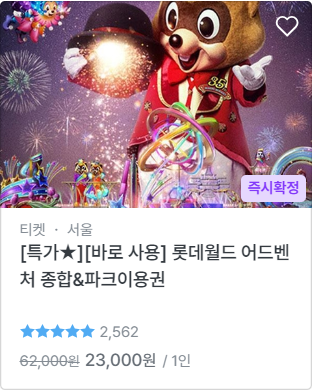 35
즉시확정
티켓 · 서울
[특가★][바로 사용] 롯데월드 어드벤
처 종합&파크이용권
★★★★★ 2,562
62,000원 23,000원 / 1인